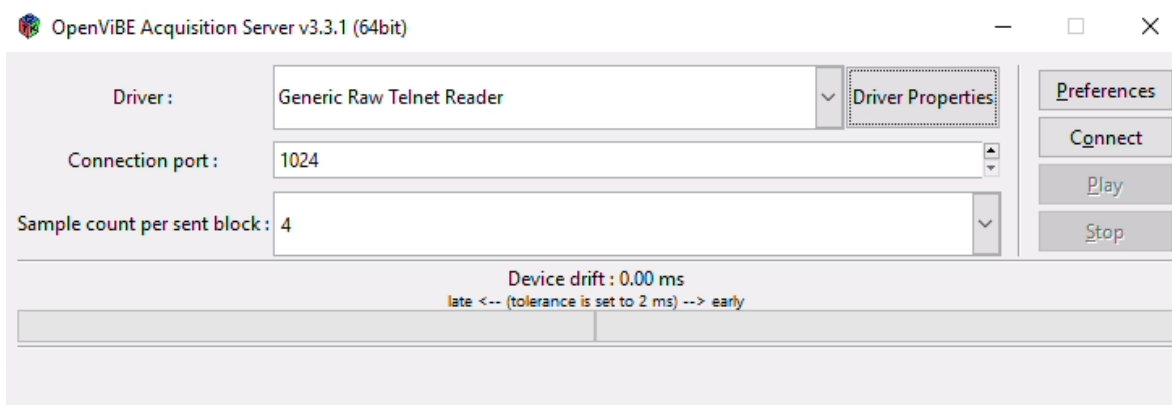 OpenViBE Acquisition Server v3.3.1 (64bit)
Driver :
Generic Raw Telnet Reader
Driver Properties
Preferences
Connection port :
1024
Connect
Play
Sample count per sent block :
4
Stop
Device drift : 0.00 ms
late <-- (tolerance is set to 2 ms) --> early